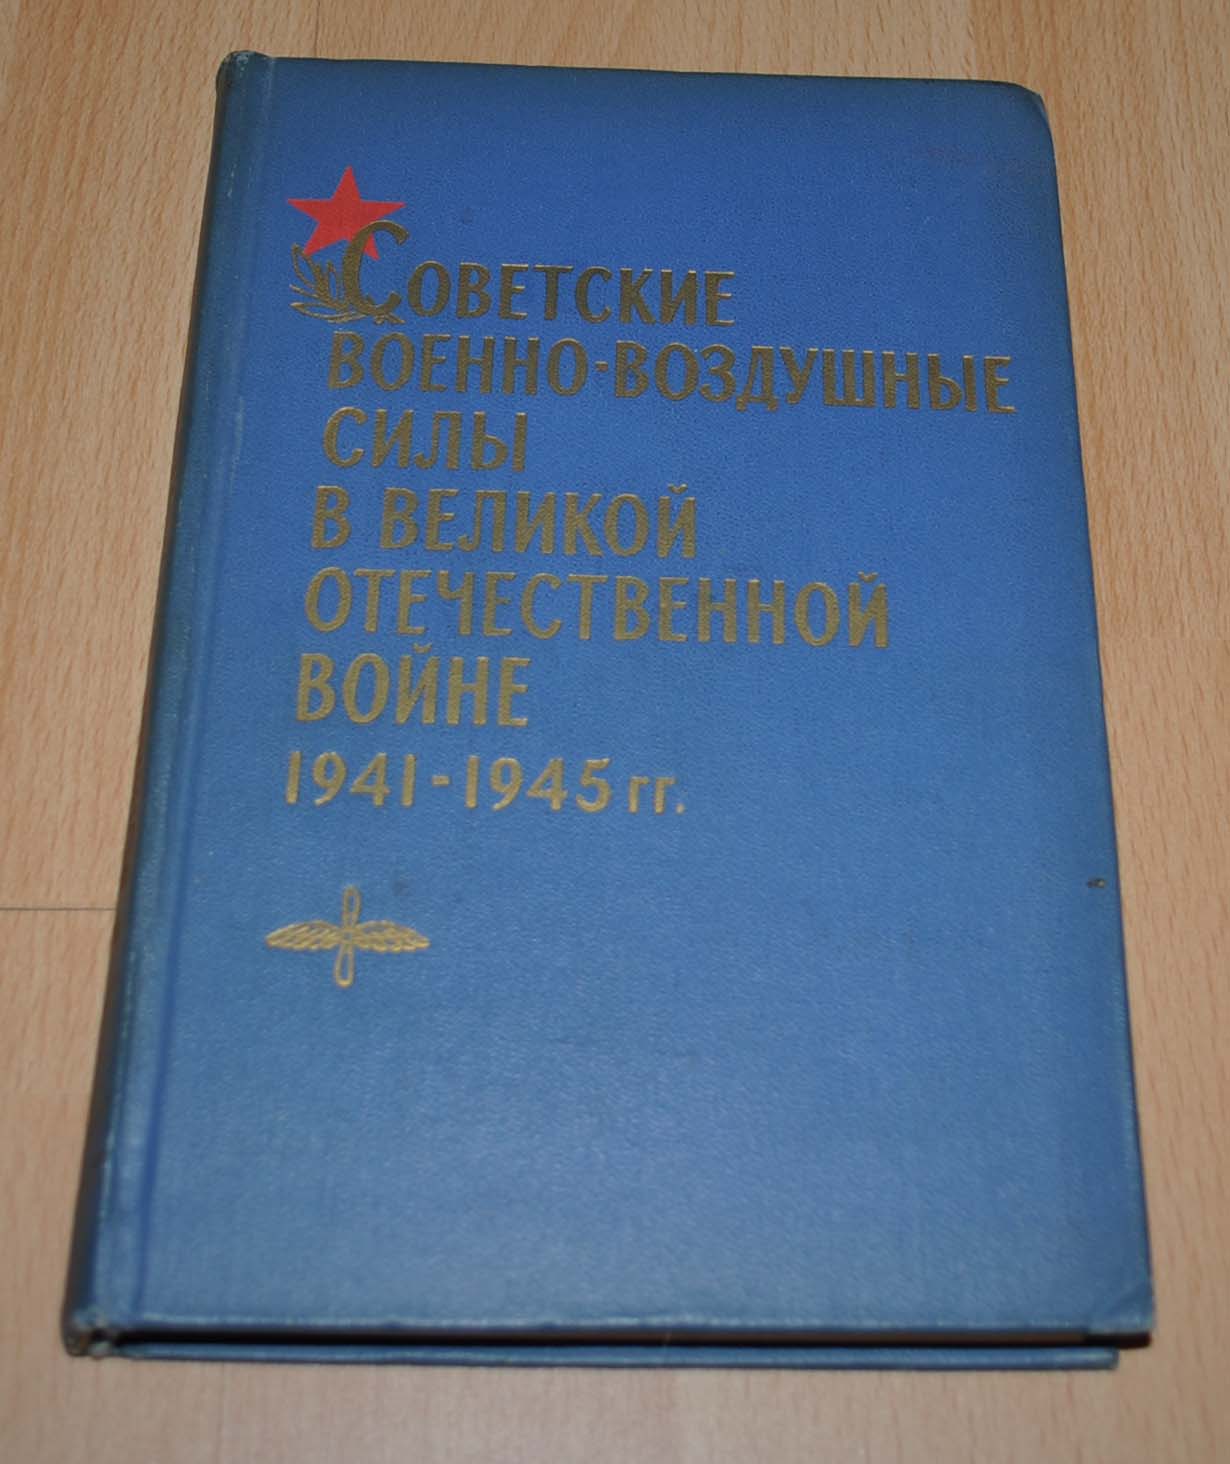 Советские
военно-воздушные
силы
в Великой
Отечественной
войне
1941-1945 гг.